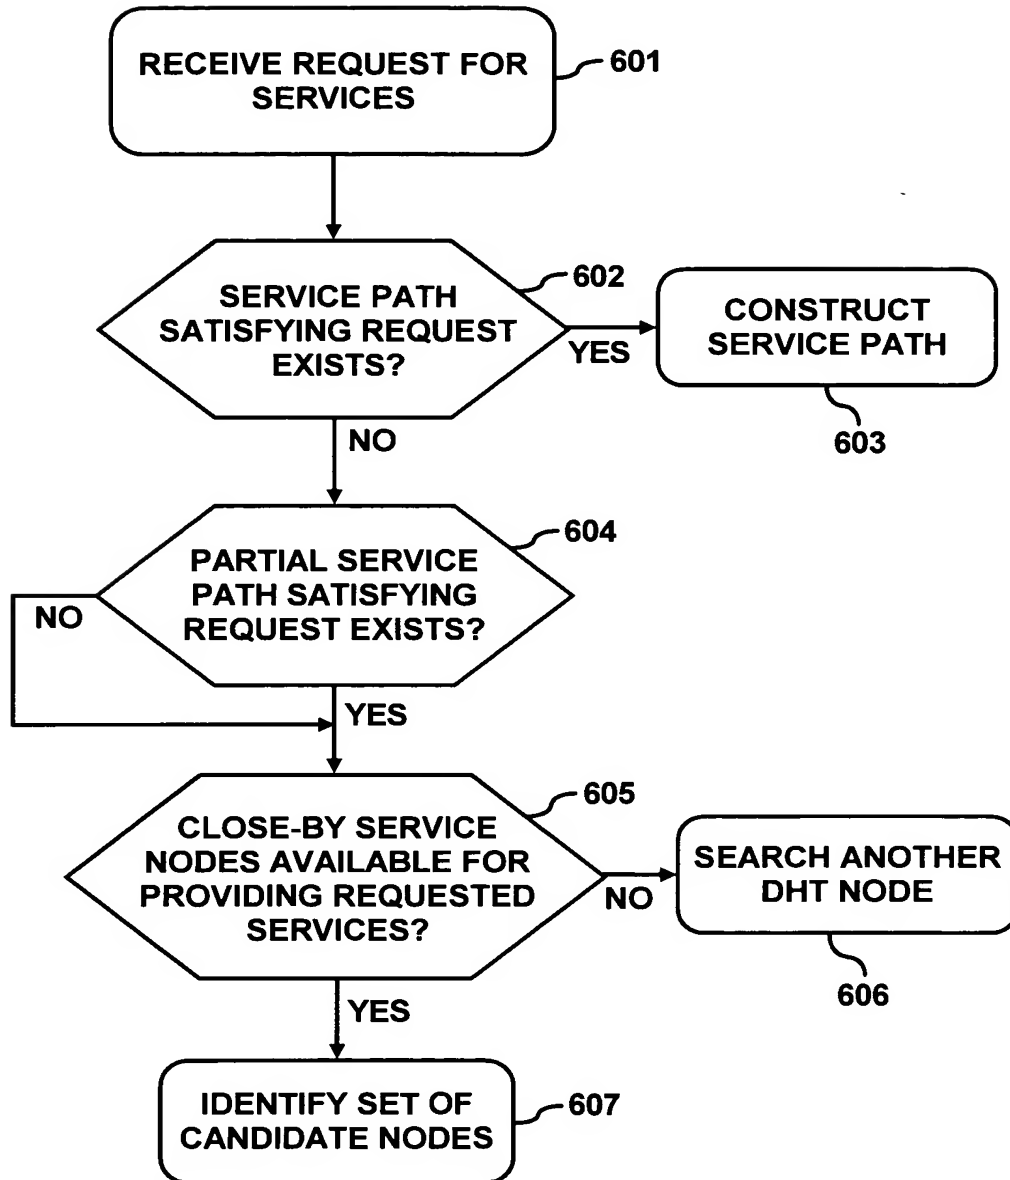 RECEIVE REQUEST FOR
SERVICES
601
SERVICE PATH
SATISFYING REQUEST
EXISTS?
602
YES
CONSTRUCT
SERVICE PATH
603
NO
PARTIAL SERVICE
PATH SATISFYING
REQUEST EXISTS?
604
NO
YES
CLOSE-BY SERVICE
NODES AVAILABLE FOR
PROVIDING REQUESTED
SERVICES?
605
NO
SEARCH ANOTHER
DHT NODE
606
YES
IDENTIFY SET OF
CANDIDATE NODES
607